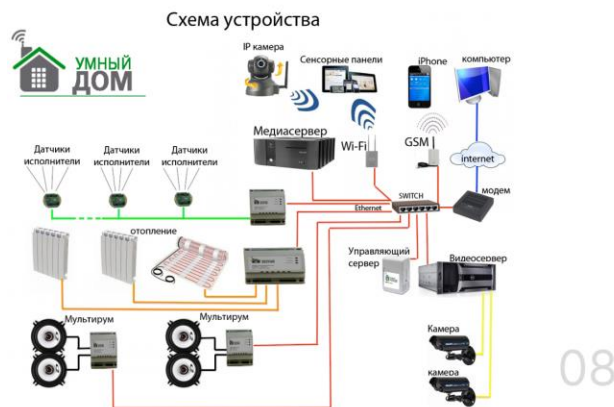 Схема устройства
УМНЫЙ
ДОМ
IP камера
Сенсорные панели
iPhone
компьютер
Медиасервер
Wi-Fi
GSM
internet
модем
Датчики
исполнители
Датчики
исполнители
Датчики
исполнители
SWITCH
Ethernet
отопление
Управляющий
сервер
Видеосервер
Мультирум
Мультирум
Камера
камера
08